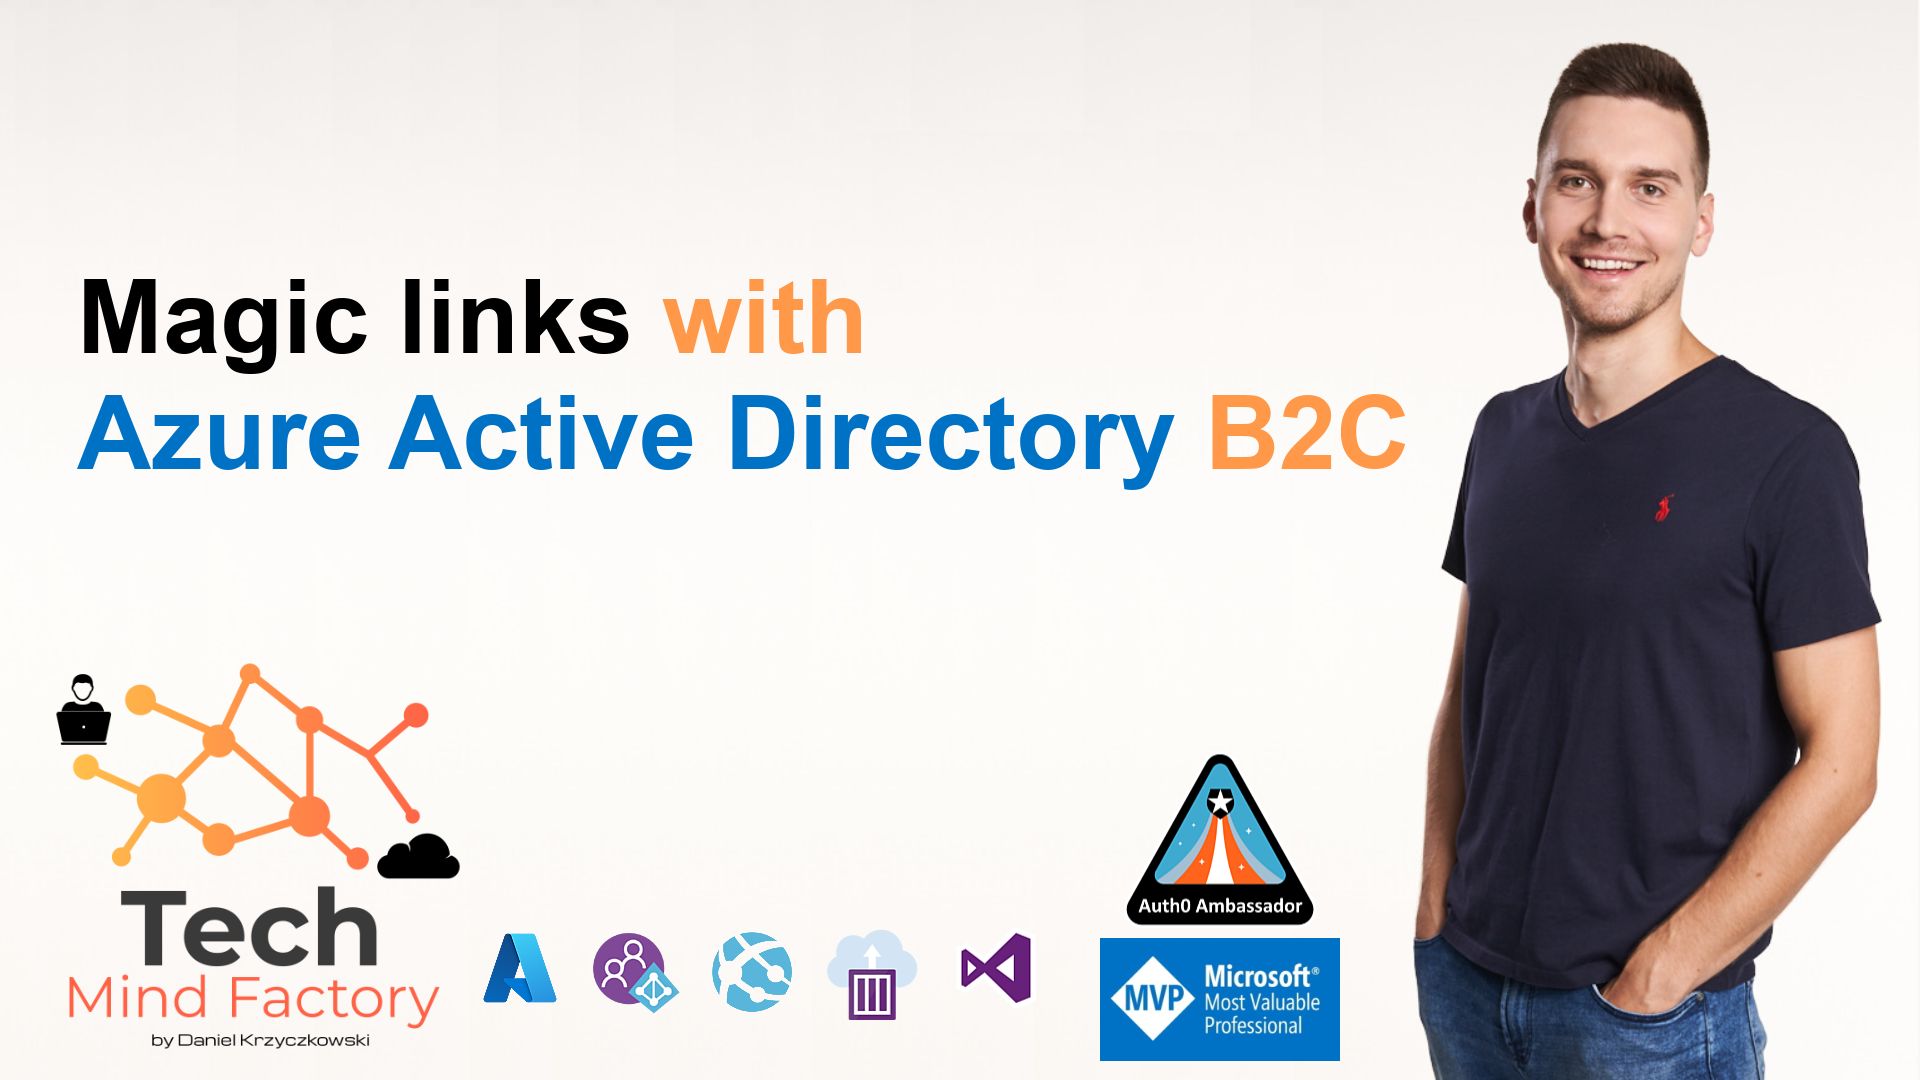 Magic links with
Azure Active Directory B2C
Tech
Mind Factory
by Daniel Krzyczkowski
Auth0 Ambassador
MVP
Microsoft®
Most Valuable
Professional